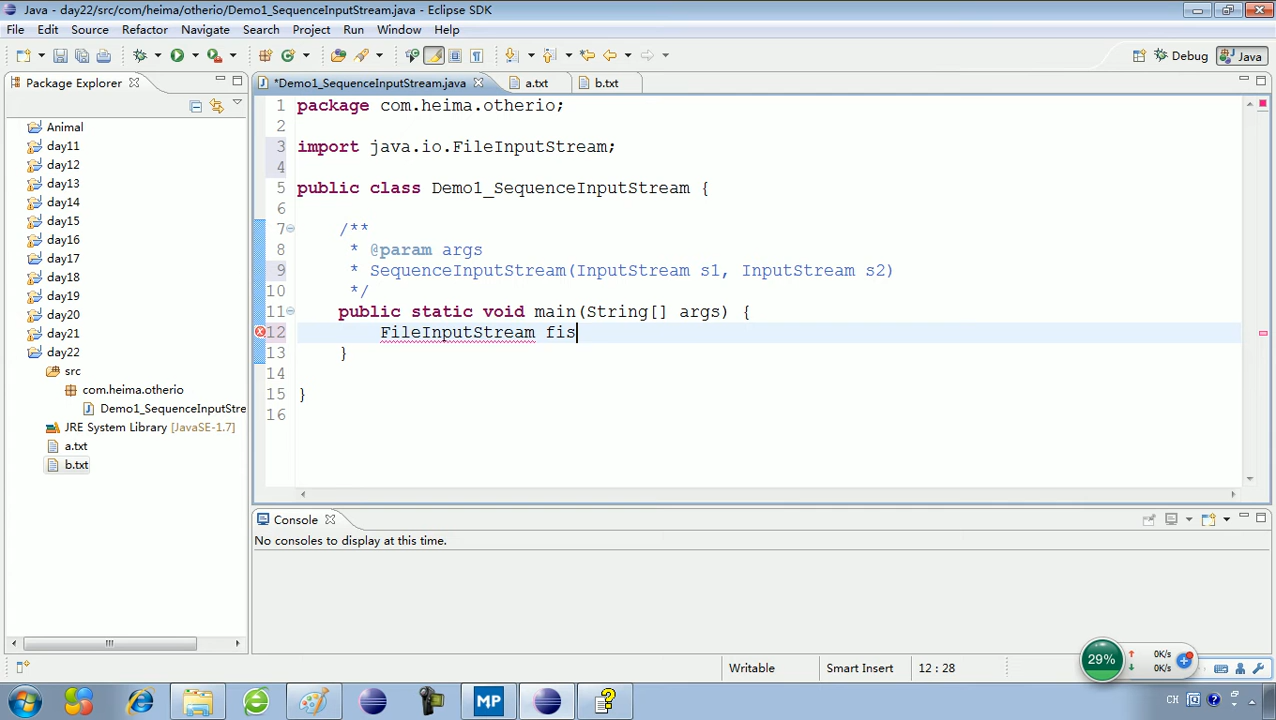 Java - day22/src/com/heima/otherio/Demo1_SequenceInputStream.java - Eclipse SDK
File Edit Source Refactor Navigate Search Project Run Window Help
Debug Java
Package Explorer
*Demo1_SequenceInputStream.java a.txt b.txt
Animal
day11
day12
day13
day14
day15
day16
day17
day18
day19
day20
day21
day22
src
com.heima.otherio
Demo1_SequenceInputStre
JRE System Library [JavaSE-1.7]
a.txt
b.txt
1 package com.heima.otherio;
2
3 import java.io.FileInputStream;
4
5 public class Demo1_SequenceInputStream {
6
7 /**
8 * @param args
9 * SequenceInputStream(InputStream s1, InputStream s2)
10 */
11 public static void main(String[] args) {
12 FileInputStream fis
13 }
14
15 }
16
Console
No consoles to display at this time.
Writable Smart Insert 12 : 28
29% 0K/s
0K/s
MP
CH